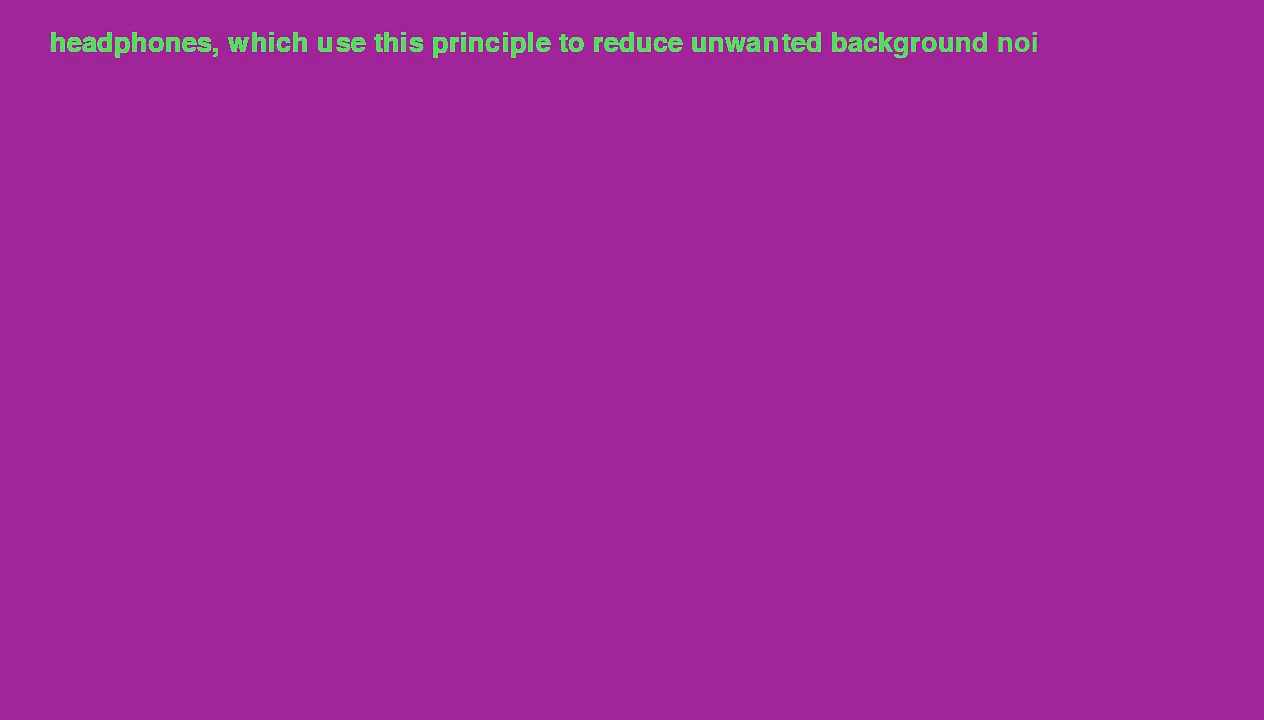 headphones, which use this principle to reduce unwanted background noi